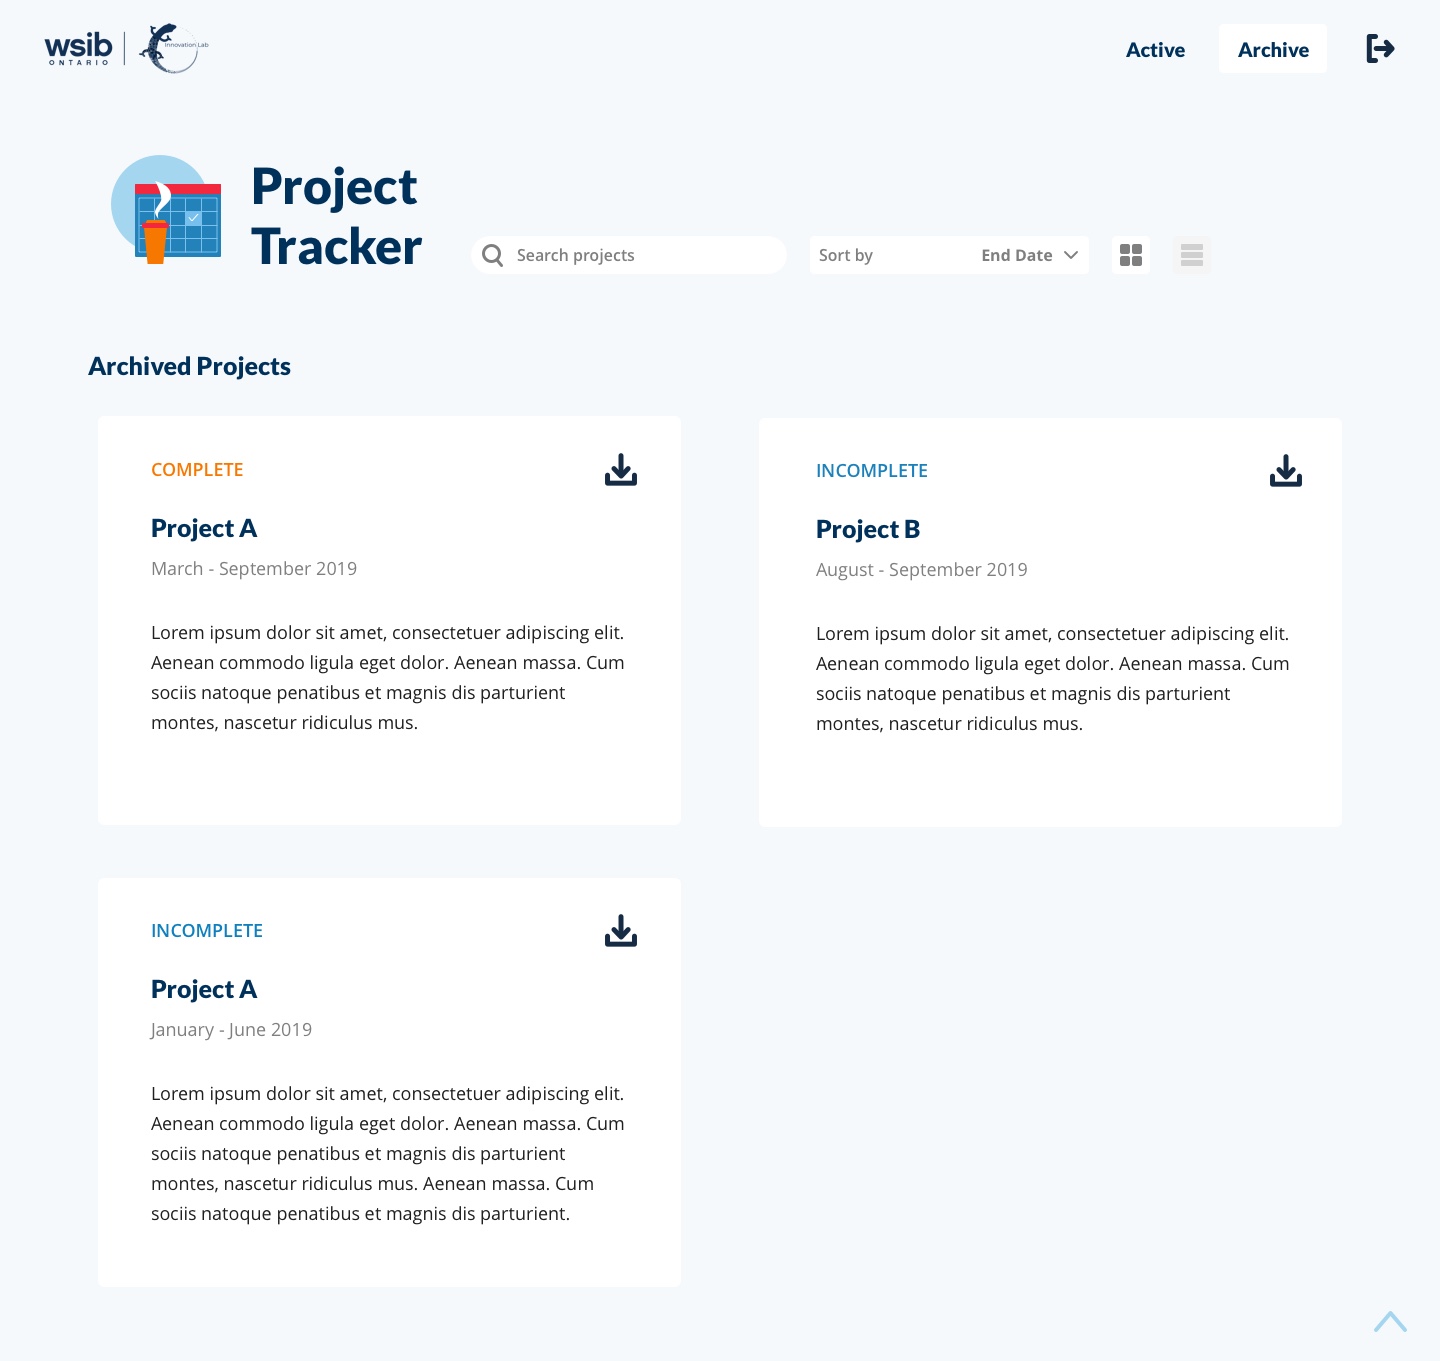 wsib
ONTARIO
Innovation Lab
Active
Archive
Project
Tracker
Search projects
Sort by
End Date
Archived Projects
COMPLETE
Project A
March - September 2019
Lorem ipsum dolor sit amet, consectetuer adipiscing elit.
Aenean commodo ligula eget dolor. Aenean massa. Cum
sociis natoque penatibus et magnis dis parturient
montes, nascetur ridiculus mus.
INCOMPLETE
Project B
August - September 2019
Lorem ipsum dolor sit amet, consectetuer adipiscing elit.
Aenean commodo ligula eget dolor. Aenean massa. Cum
sociis natoque penatibus et magnis dis parturient
montes, nascetur ridiculus mus.
INCOMPLETE
Project A
January - June 2019
Lorem ipsum dolor sit amet, consectetuer adipiscing elit.
Aenean commodo ligula eget dolor. Aenean massa. Cum
sociis natoque penatibus et magnis dis parturient
montes, nascetur ridiculus mus. Aenean massa. Cum
sociis natoque penatibus et magnis dis parturient.